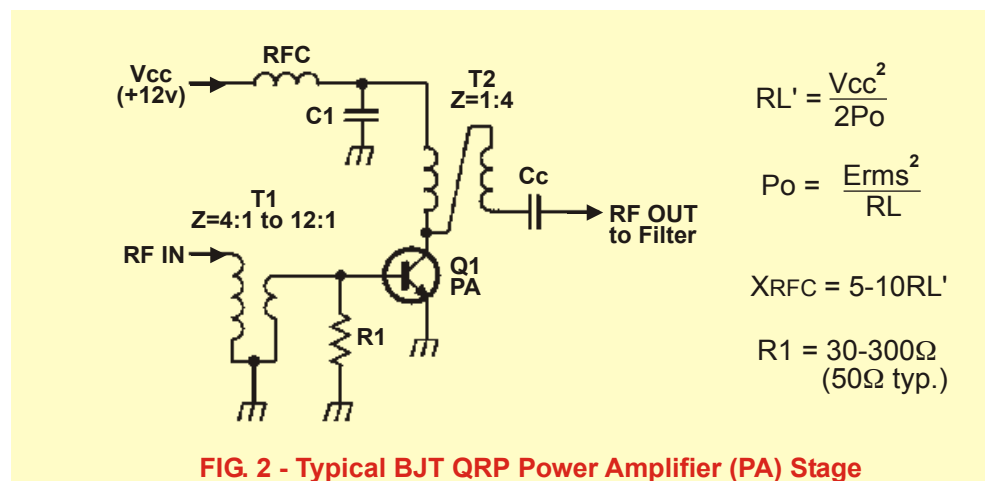 RFC
Vcc
(+12v)
C1
T2
Z=1:4
Cc
RF OUT
to Filter
T1
Z=4:1 to 12:1
RF IN
Q1
PA
R1
RL' = Vcc²
2Po
Po = Erms²
RL
XRFC = 5-10RL'
R1 = 30-300Ω
(50Ω typ.)
FIG. 2 - Typical BJT QRP Power Amplifier (PA) Stage